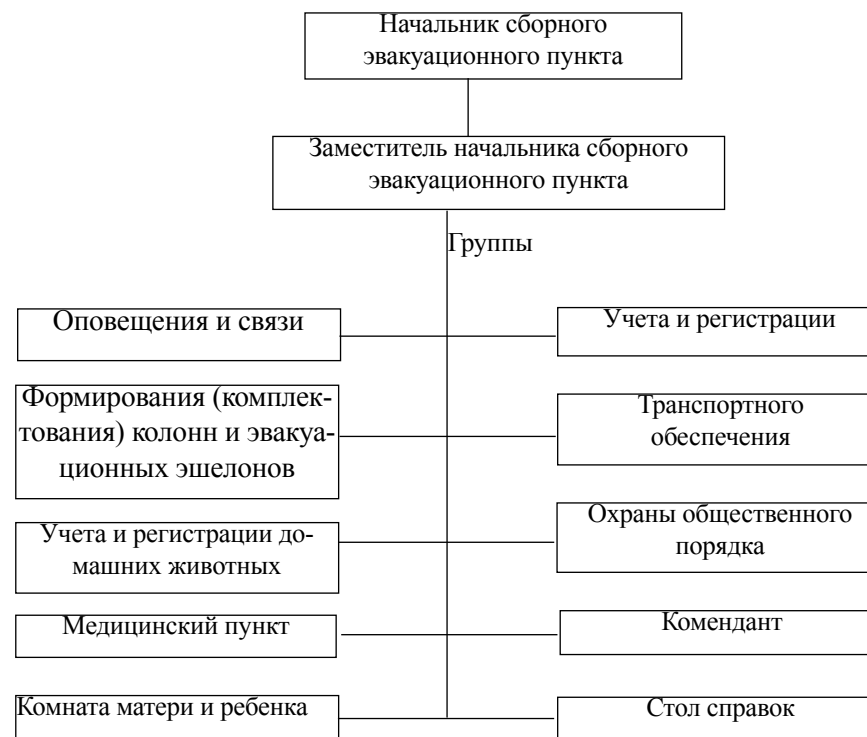 Начальник сборного
эвакуационного пункта
Заместитель начальника сборного
эвакуационного пункта
Группы
Оповещения и связи
Учета и регистрации
Формирования (комплек-
тования) колонн и эвакуа-
ционных эшелонов
Транспортного
обеспечения
Учета и регистрации до-
машних животных
Охраны общественного
порядка
Медицинский пункт
Комендант
Комната матери и ребенка
Стол справок